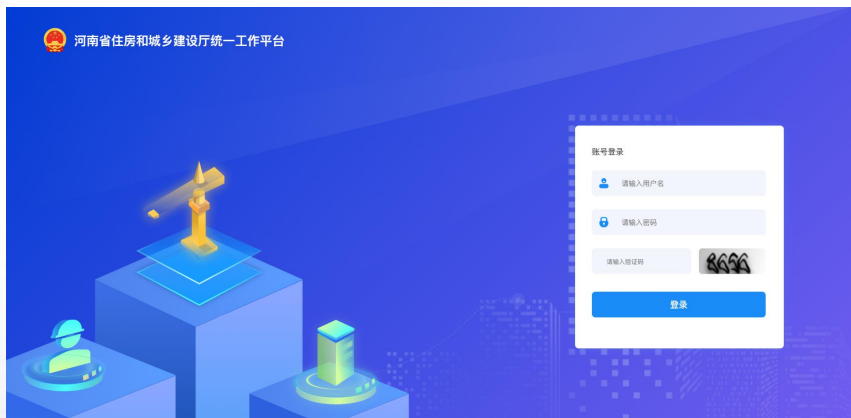 河南省住房和城乡建设厅统一工作平台
账号登录
请输入用户名
请输入密码
请输入验证码
登录